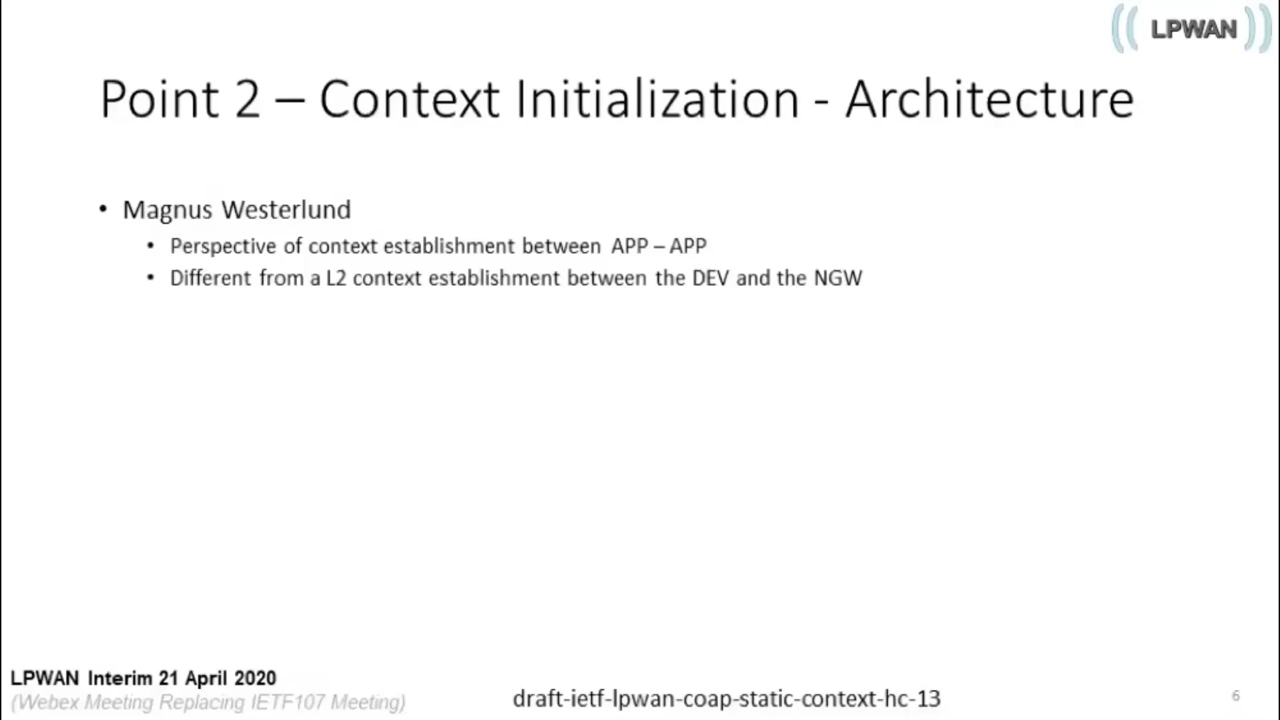 LPWAN
Point 2 – Context Initialization - Architecture
• Magnus Westerlund
• Perspective of context establishment between APP – APP
• Different from a L2 context establishment between the DEV and the NGW
LPWAN Interim 21 April 2020
(Webex Meeting Replacing IETF107 Meeting)
draft-ietf-lpwan-coap-static-context-hc-13
6